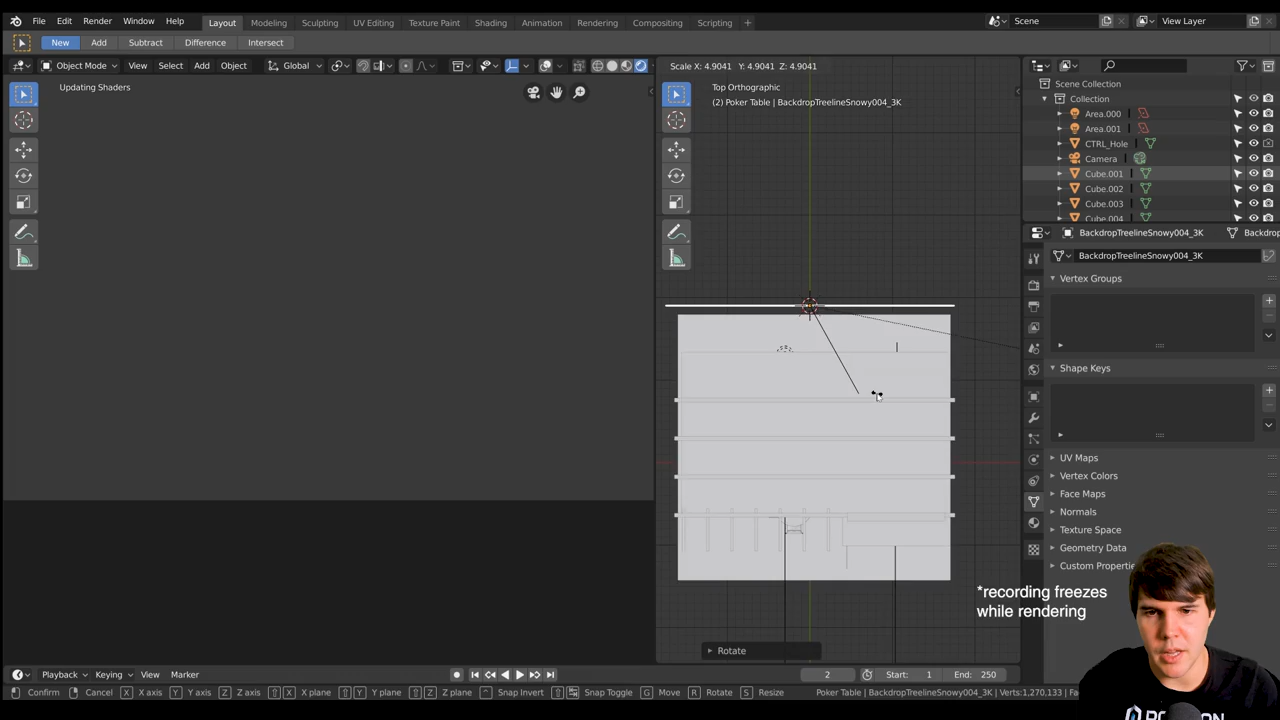 File Edit Render Window Help Layout Modeling Sculpting UV Editing Texture Paint Shading Animation Rendering Compositing Scripting + Scene View Layer
New Add Subtract Difference Intersect
Object Mode View Select Add Object Global
Scale X: 4.9041 Y: 4.9041 Z: 4.9041
Updating Shaders
Top Orthographic
(2) Poker Table | BackdropTreelineSnowy004_3K
Scene Collection
Collection
Area.000
Area.001
CTRL_Hole
Camera
Cube.001
Cube.002
Cube.003
Cube.004
BackdropTreelineSnowy004_3K Backdrop
BackdropTreelineSnowy004_3K
Vertex Groups
Shape Keys
UV Maps
Vertex Colors
Face Maps
Normals
Texture Space
Geometry Data
Custom Propertie
*recording freezes
while rendering
Rotate
Playback Keying View Marker 2 Start: 1 End: 250
Confirm Cancel X X axis Y Y axis Z Z axis X X plane Y Y plane Z Z plane Snap Invert Snap Toggle G Move R Rotate S Resize Poker Table | BackdropTreelineSnowy004_3K | Verts:1,270,133 | Fa